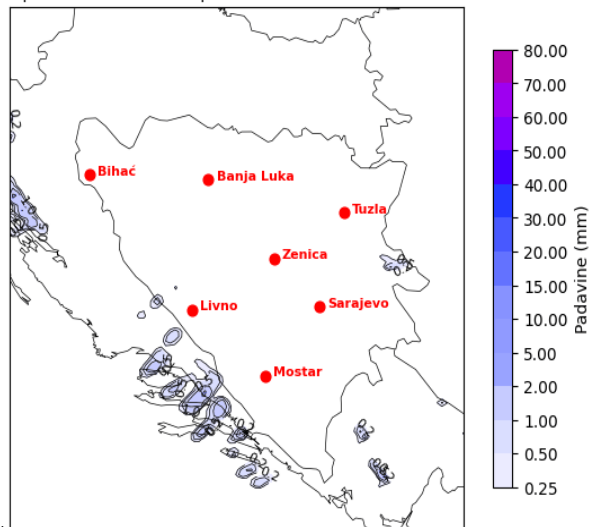 Bihać
Banja Luka
Tuzla
Zenica
Livno
Sarajevo
Mostar
80.00
70.00
60.00
50.00
40.00
30.00
20.00
15.00
10.00
5.00
2.00
1.00
0.50
0.25
Padavine (mm)